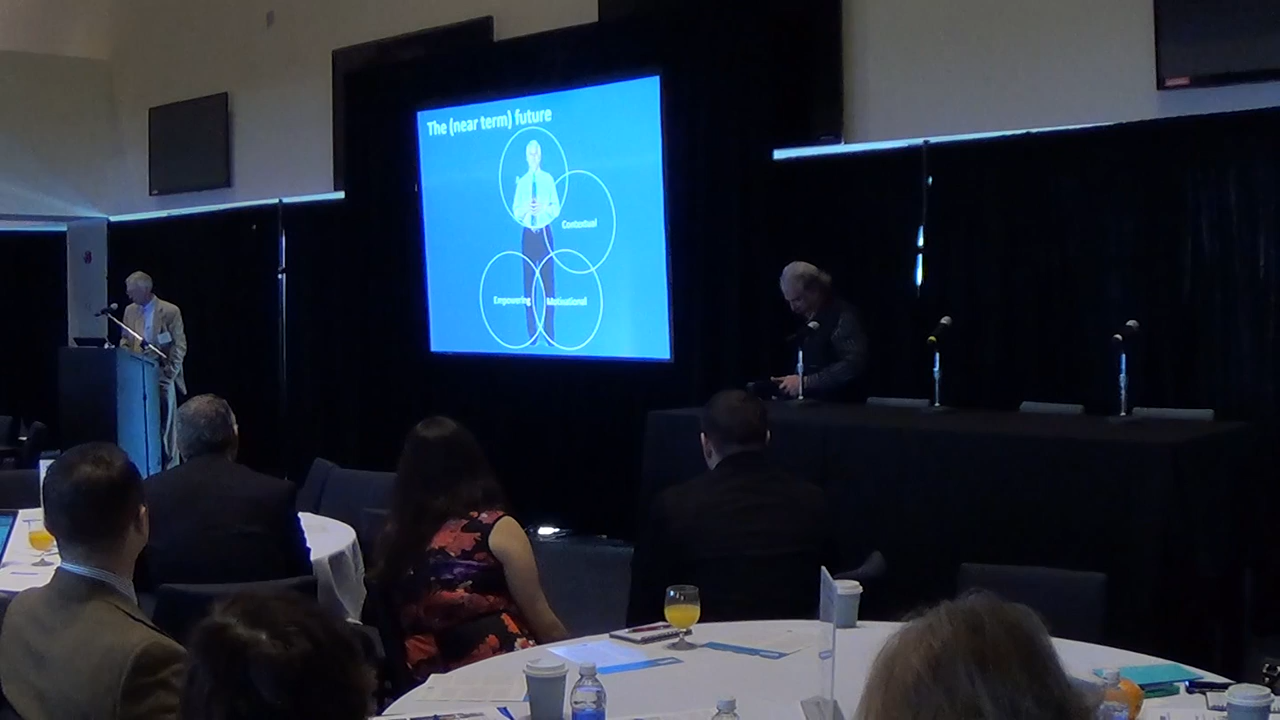 The (near term) future
Contextual
Empowering
Motivational